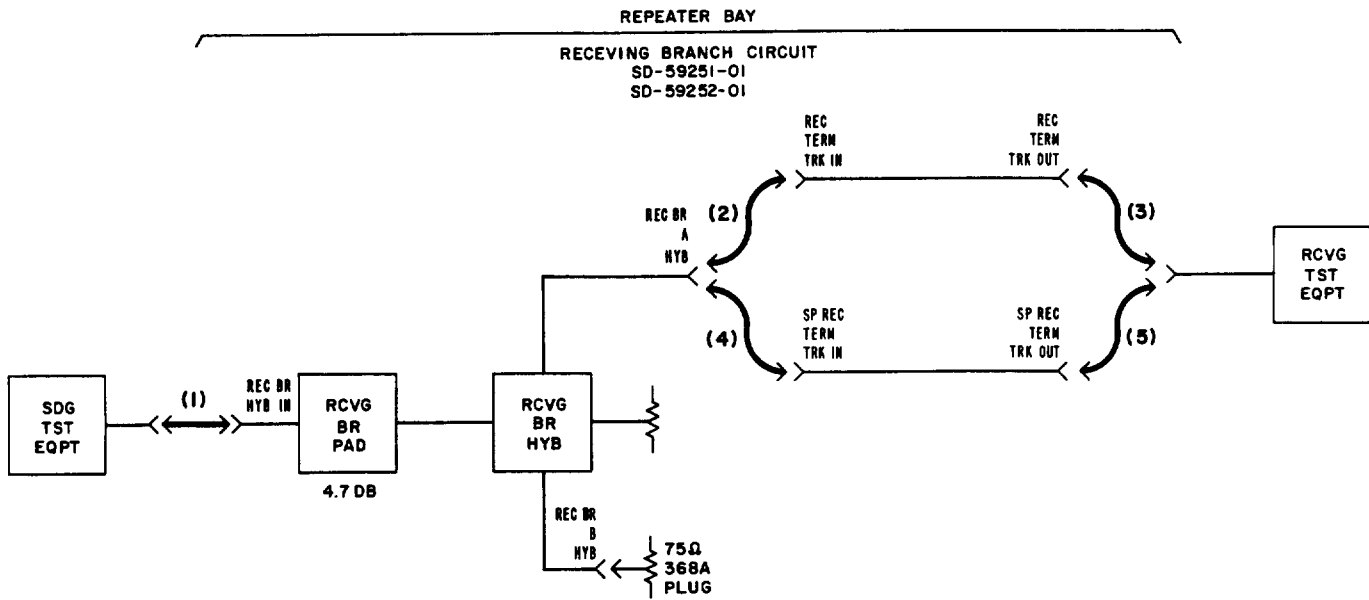 REPEATER BAY
RECEVING BRANCH CIRCUIT
SD-59251-01
SD-59252-01
REC
TERM
TRK IN
REC
TERM
TRK OUT
REC BR
A
HYB
(2)
(3)
RCVG
TST
EQPT
(4)
SP REC
TERM
TRK IN
SP REC
TERM
TRK OUT
(5)
SDG
TST
EQPT
(1)
REC BR
HYB IN
RCVG
BR
PAD
4.7 DB
RCVG
BR
HYB
REC BR
B
HYB
75Ω
368A
PLUG